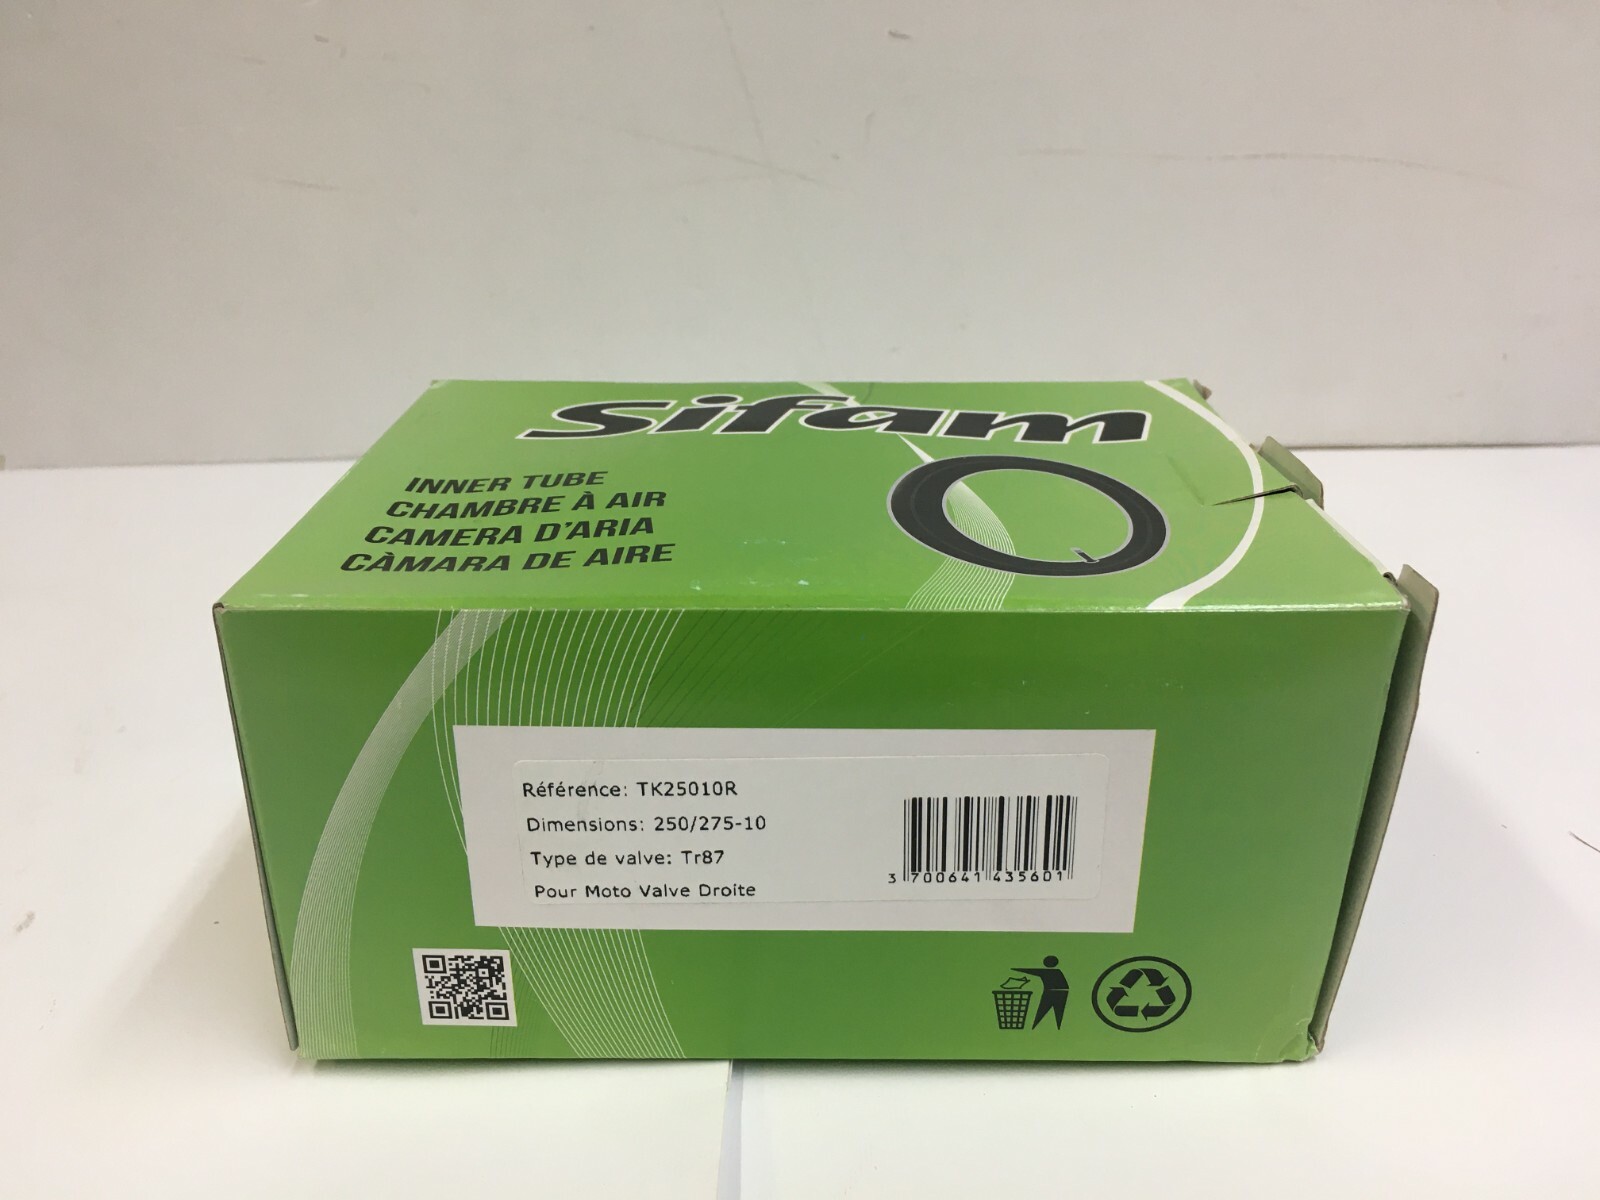 Sifam
INNER TUBE
CHAMBRE À AIR
CAMERA D'ARIA
CÀMARA DE AIRE
Référence: TK25010R
Dimensions: 250/275-10
Type de valve: Tr87
Pour Moto Valve Droite
3 700641 435601